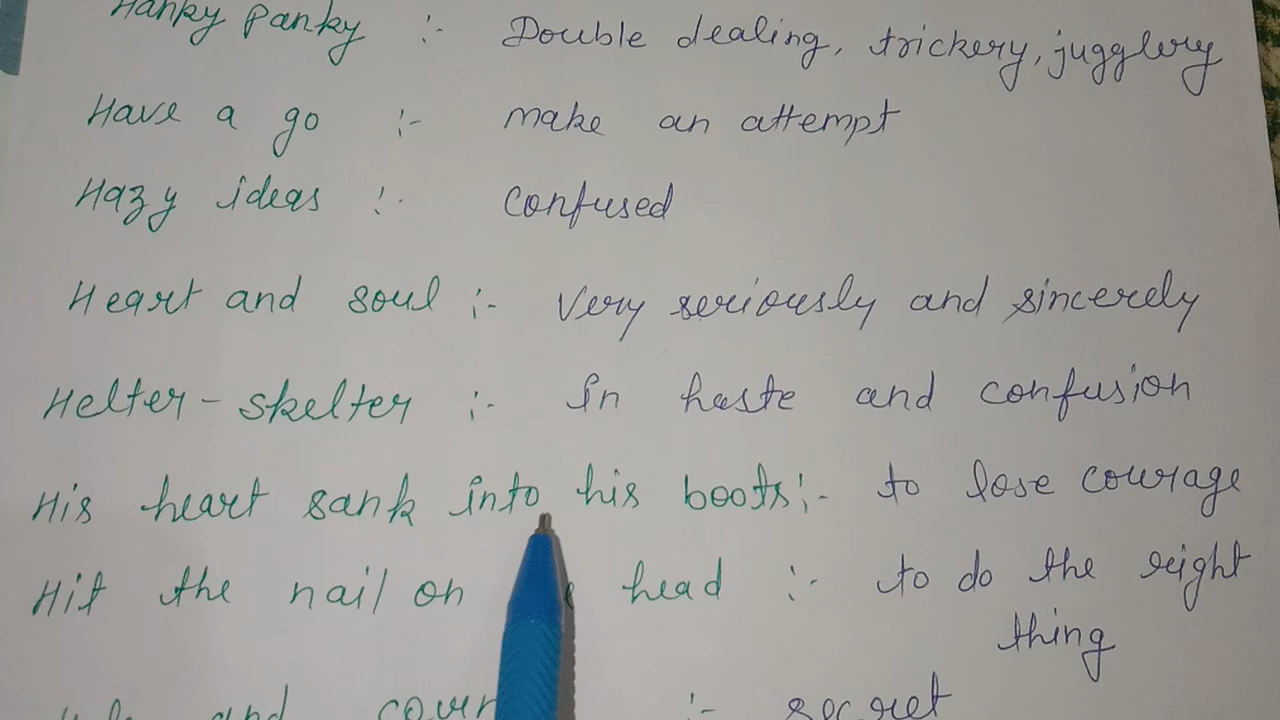 Hanky panky :- Double dealing, trickery, jugglery
Have a go :- make an attempt
Hazy ideas :- confused
Heart and soul :- Very seriously and sincerely
Helter-skelter :- In haste and confusion
His heart sank into his boots :- to lose courage
Hit the nail on head :- to do the right
thing
and :- secret